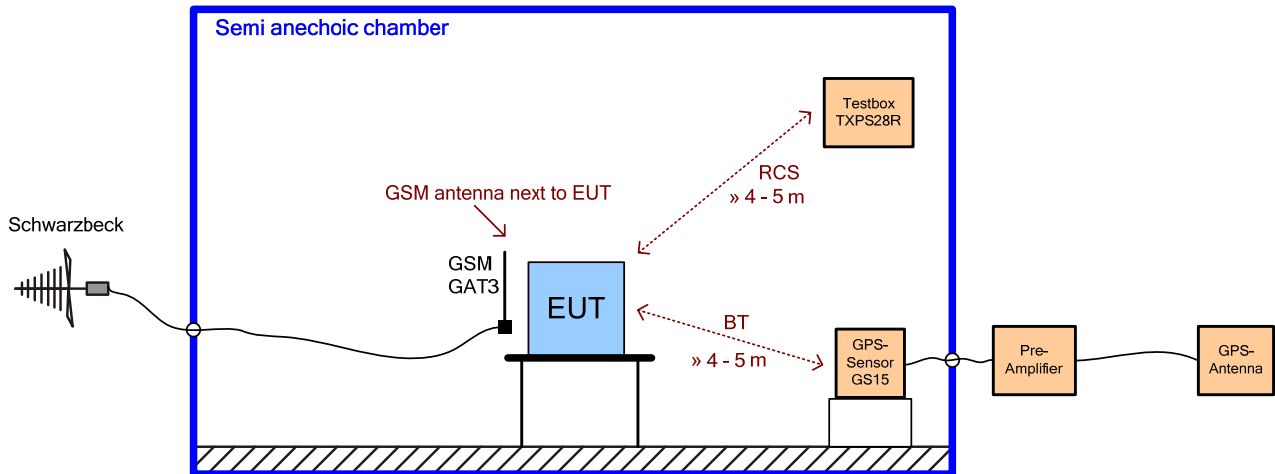 Semi anechoic chamber
Testbox
TXPS28R
RCS
» 4 - 5 m
GSM antenna next to EUT
Schwarzbeck
GSM
GAT3
EUT
BT
» 4 - 5 m
GPS-
Sensor
GS15
Pre-
Amplifier
GPS-
Antenna